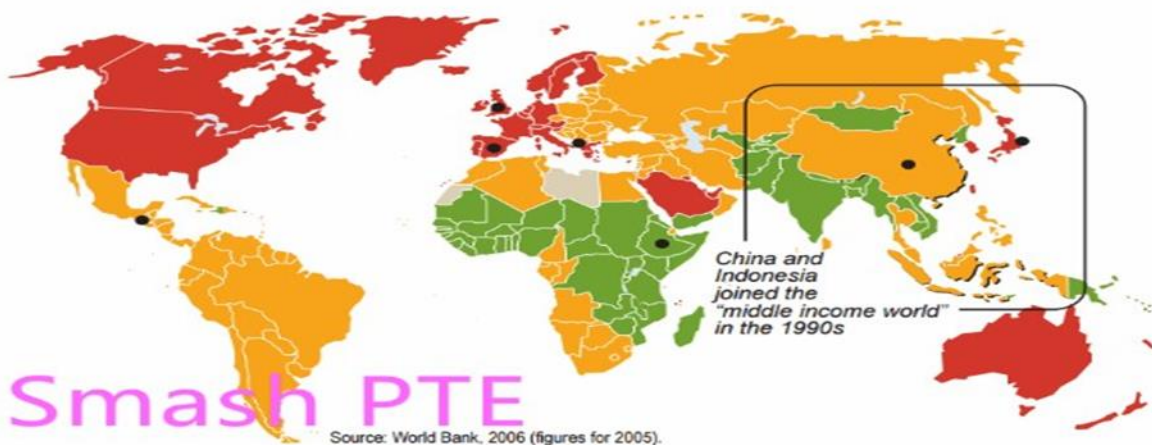 China and
Indonesia
joined the
"middle income world"
in the 1990s
Smash PTE
Source: World Bank, 2006 (figures for 2005).